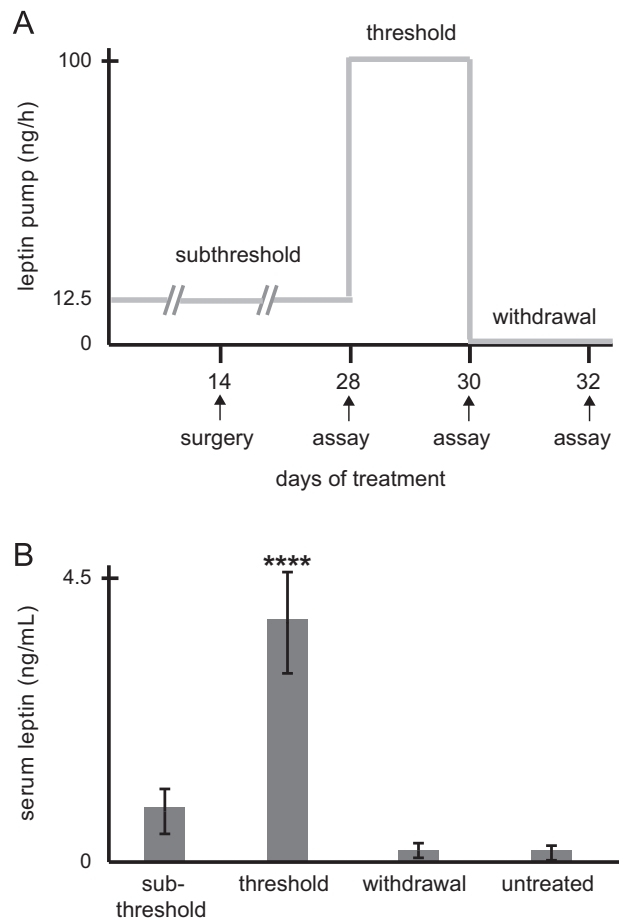 A
threshold
100
leptin pump (ng/h)
subthreshold
12.5
withdrawal
0
14 28 30 32
surgery assay assay assay
days of treatment
B
****
4.5
serum leptin (ng/mL)
0
sub-
threshold threshold withdrawal untreated